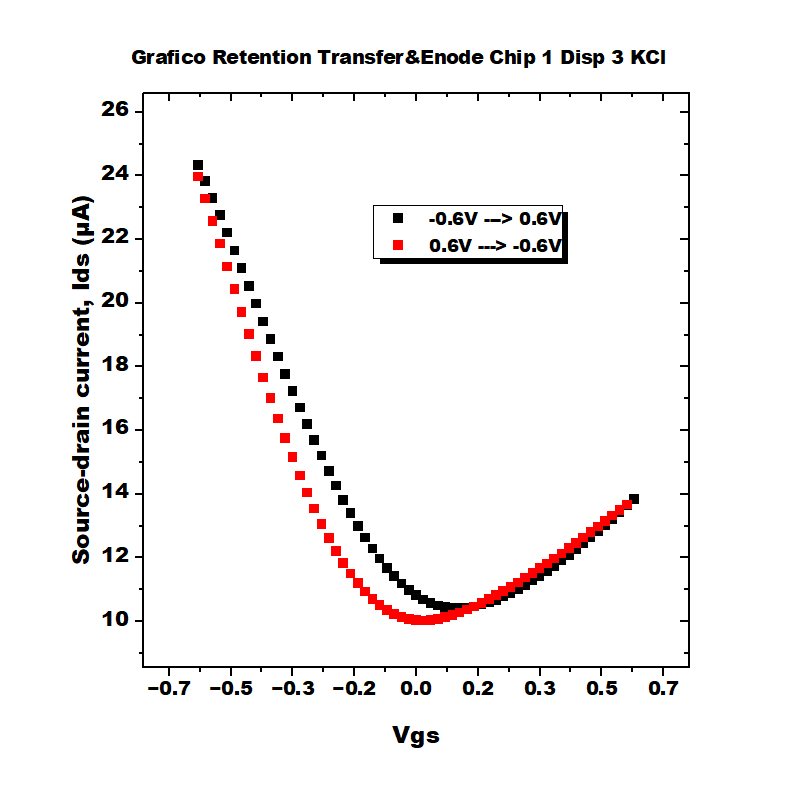 Grafico Retention Transfer&Enode Chip 1 Disp 3 KCl
26
24
22
20
18
16
14
12
10
Source-drain current, Ids (µA)
-0.6V ---> 0.6V
0.6V ---> -0.6V
−0.7 −0.5 −0.3 −0.2 0.0 0.2 0.3 0.5 0.7
Vgs